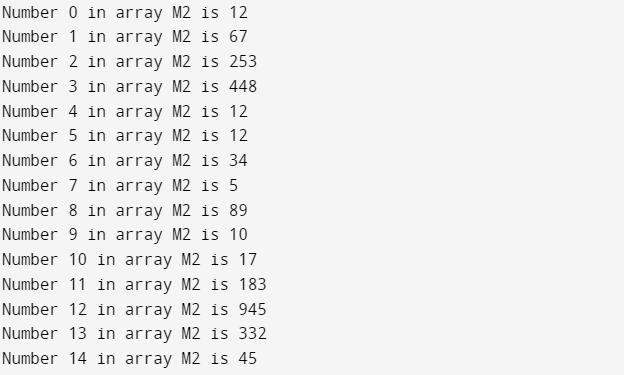 Number 0 in array M2 is 12
Number 1 in array M2 is 67
Number 2 in array M2 is 253
Number 3 in array M2 is 448
Number 4 in array M2 is 12
Number 5 in array M2 is 12
Number 6 in array M2 is 34
Number 7 in array M2 is 5
Number 8 in array M2 is 89
Number 9 in array M2 is 10
Number 10 in array M2 is 17
Number 11 in array M2 is 183
Number 12 in array M2 is 945
Number 13 in array M2 is 332
Number 14 in array M2 is 45